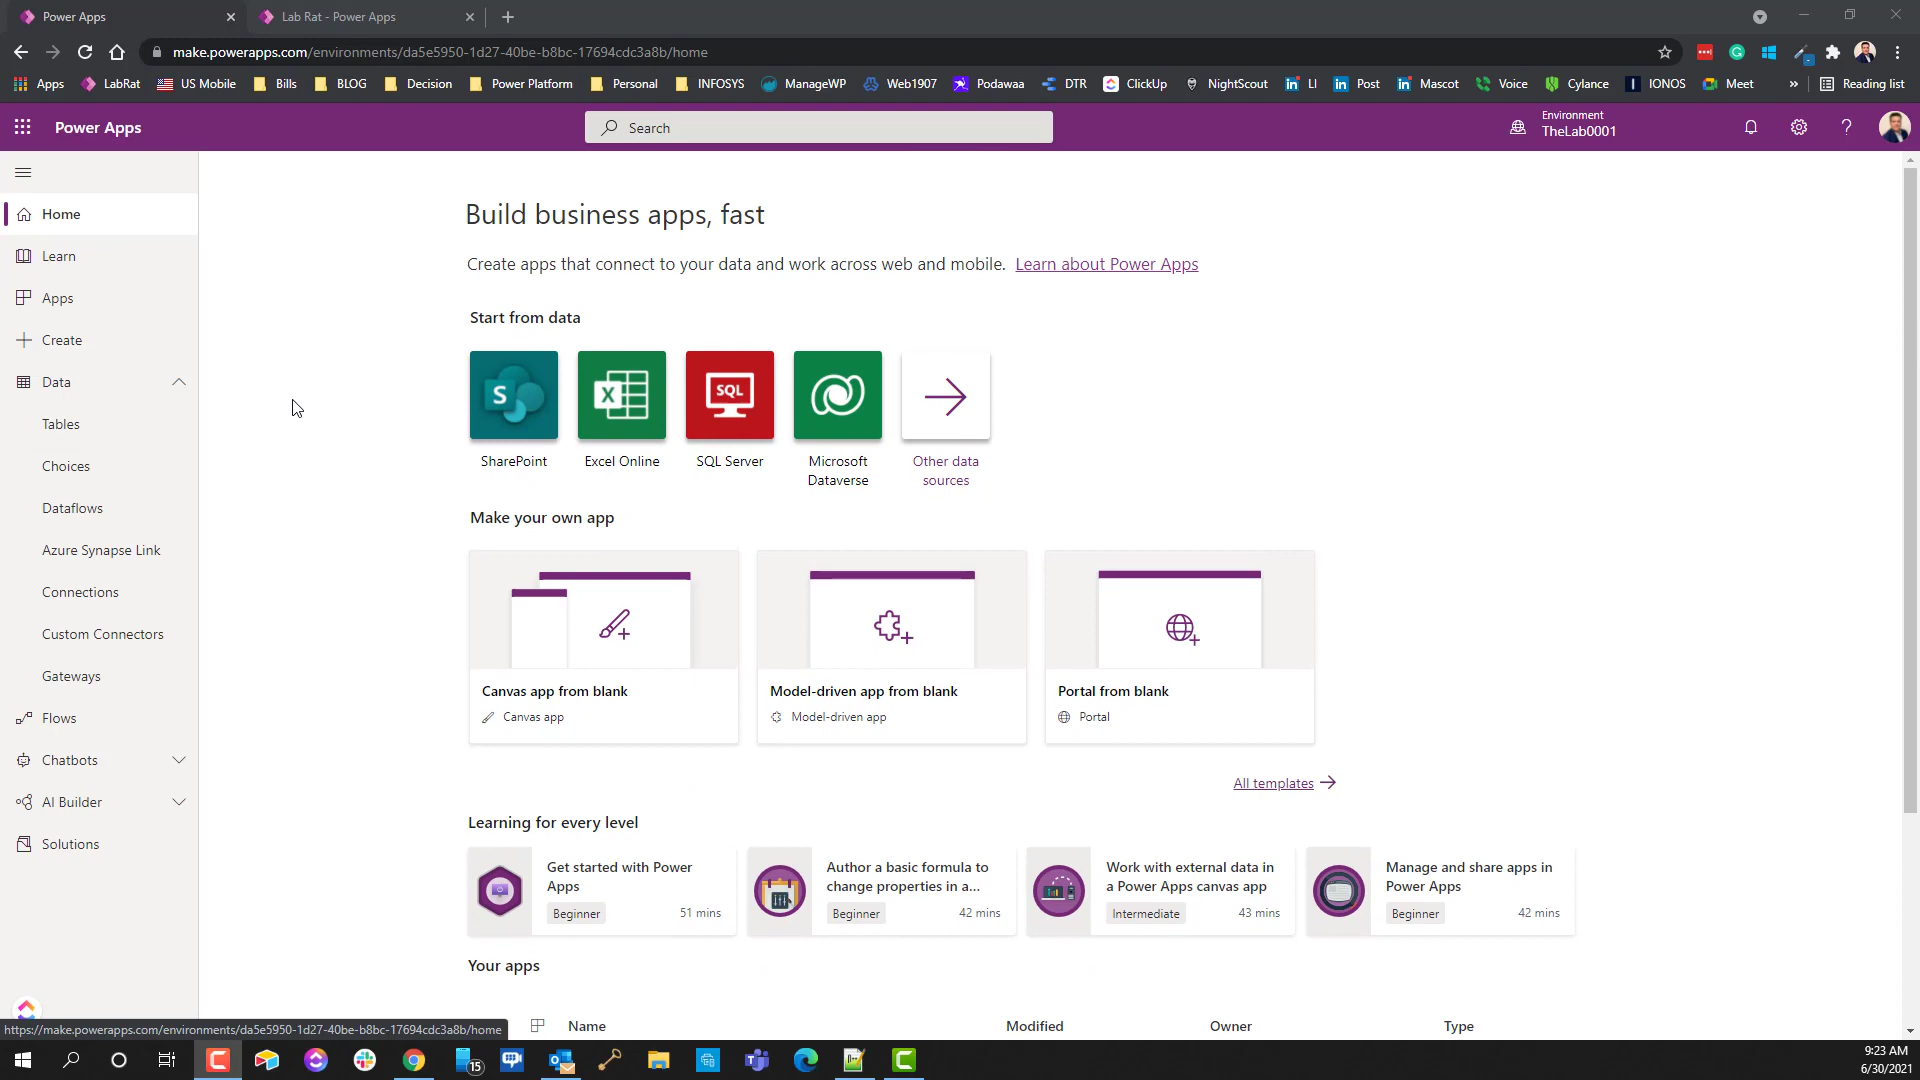 Power Apps
Lab Rat - Power Apps
make.powerapps.com/environments/da5e5950-1d27-40be-b8bc-17694cdc3a8b/home
Apps
LabRat
US Mobile
Bills
BLOG
Decision
Power Platform
Personal
INFOSYS
ManageWP
Web1907
Podawaa
DTR
ClickUp
NightScout
LI
Post
Mascot
Voice
Cylance
IONOS
Meet
»
Reading list
Power Apps
Search
Environment
TheLab0001
Home
Learn
Apps
Create
Data
Tables
Choices
Dataflows
Azure Synapse Link
Connections
Custom Connectors
Gateways
Flows
Chatbots
AI Builder
Solutions
Build business apps, fast
Create apps that connect to your data and work across web and mobile. Learn about Power Apps
Start from data
S
X
SQL
SharePoint
Excel Online
SQL Server
Microsoft
Dataverse
Other data
sources
Make your own app
Canvas app from blank
Canvas app
Model-driven app from blank
Model-driven app
Portal from blank
Portal
All templates
Learning for every level
Get started with Power
Apps
Beginner
51 mins
Author a basic formula to
change properties in a...
Beginner
42 mins
Work with external data in
a Power Apps canvas app
Intermediate
43 mins
Manage and share apps in
Power Apps
Beginner
42 mins
Your apps
Name
Modified
Owner
Type
https://make.powerapps.com/environments/da5e5950-1d27-40be-b8bc-17694cdc3a8b/home
15
9:23 AM
6/30/2021